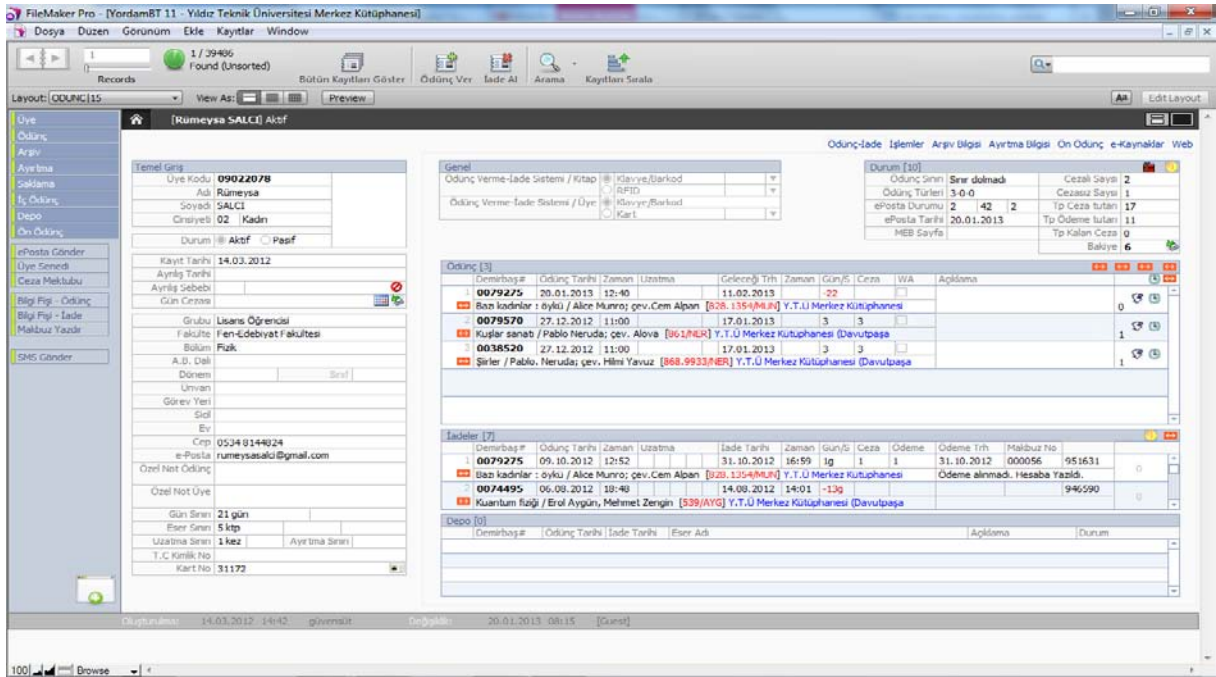 FileMaker Pro - [YordamBT 11 - Yıldız Teknik Üniversitesi Merkez Kütüphanesi]
Dosya Düzen Görünüm Ekle Kayıtlar Window
1
1 / 39486
Found (Unsorted)
Records
Bütün Kayıtları Göster Ödünç Ver İade Al Arama Kayıtları Sırala
Layout: ODUNC|15 View As: Preview Aa Edit Layout
[Rümeysa SALCI] Aktif
Üye
Ödünç
Arşiv
Ayırtma
Saklama
İç Ödünç
Depo
Ön Ödünç
ePosta Gönder
Üye Senedi
Ceza Mektubu
Bilgi Fişi - Ödünç
Bilgi Fişi - İade
Makbuz Yazdır
SMS Gönder
Ödünç-İade İşlemler Arşiv Bilgisi Ayırtma Bilgisi Ön Ödünç e-Kaynaklar Web
Temel Giriş
Üye Kodu 09022078
Adı Rümeysa
Soyadı SALCI
Cinsiyeti 02 Kadın
Durum Aktif Pasif
Kayıt Tarihi 14.03.2012
Ayrılış Tarihi
Ayrılış Sebebi
Gün Cezası
Grubu Lisans Öğrencisi
Fakülte Fen-Edebiyat Fakültesi
Bölüm Fizik
A.B. Dalı
Dönem Sınıf
Ünvan
Görev Yeri
Sicil
Ev
Cep 0534 8144824
e-Posta rumeysasalci@gmail.com
Özel Not Ödünç
Özel Not Üye
Gün Sınırı 21 gün
Eser Sınırı 5 ktp
Uzatma Sınırı 1 kez Ayırtma Sınırı
T.C Kimlik No
Kart No 31172
Genel
Ödünç Verme-İade Sistemi / Kitap Klavye/Barkod
RFID
Ödünç Verme-İade Sistemi / Üye Klavye/Barkod
Kart
Durum [10]
Ödünç Sınırı Sınır dolmadı Cezalı Sayısı 2
Ödünç Türleri 3-0-0 Cezasız Sayısı 1
ePosta Durumu 2 42 2 Tp Ceza tutarı 17
ePosta Tarihi 20.01.2013 Tp Ödeme tutarı 11
MEB Sayfa Tp Kalan Ceza 0
Bakiye 6
Ödünç [3]
Demirbaş# Ödünç Tarihi Zaman Uzatma Geleceği Trh Zaman Gün/S Ceza WA Açıklama
1 0079275 20.01.2013 12:40 11.02.2013 -22
Bazı kadınlar : öykü / Alice Munro; çev.Cem Alpan [828.1354/MUN] Y.T.Ü Merkez Kütüphanesi 0
2 0079570 27.12.2012 11:00 17.01.2013 3 3
Kuşlar sanatı / Pablo Neruda; çev. Alova [861/NER] Y.T.Ü Merkez Kütüphanesi (Davutpaşa 1
3 0038520 27.12.2012 11:00 17.01.2013 3 3
Şiirler / Pablo. Neruda; çev. Hilmi Yavuz [868.9933/NER] Y.T.Ü Merkez Kütüphanesi (Davutpaşa 1
İadeler [7]
Demirbaş# Ödünç Tarihi Zaman Uzatma İade Tarihi Zaman Gün/S Ceza Ödeme Ödeme Trh Makbuz No
1 0079275 09.10.2012 12:52 31.10.2012 16:59 1g 1 1 31.10.2012 000056 951631
Bazı kadınlar : öykü / Alice Munro; çev.Cem Alpan [828.1354/MUN] Y.T.Ü Merkez Kütüphanesi Ödeme alınmadı. Hesaba Yazıldı. 0
2 0074495 06.08.2012 18:48 14.08.2012 14:01 -13g 946590
Kuantum fiziği / Erol Aygün, Mehmet Zengin [539/AYG] Y.T.Ü Merkez Kütüphanesi (Davutpaşa 0
Depo [0]
Demirbaş# Ödünç Tarihi İade Tarihi Eser Adı Açıklama Durum
Oluşturulma: 14.03.2012 14:42 güvensüt Değişiklik: 20.01.2013 08:15 [Guest]
100 Browse